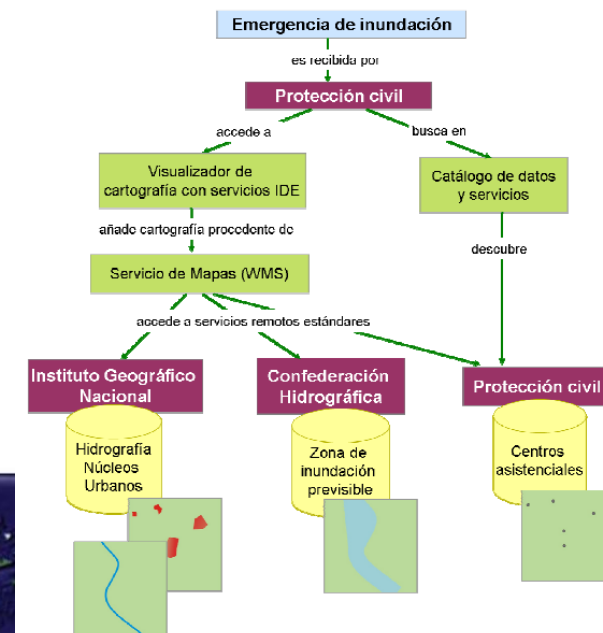 Emergencia de inundación
es recibida por
Protección civil
accede a
busca en
Visualizador de
cartografía con servicios IDE
Catálogo de datos
y servicios
añade cartografía procedente de
descubre
Servicio de Mapas (WMS)
accede a servicios remotos estándares
Instituto Geográfico
Nacional
Confederación
Hidrográfica
Protección civil
Hidrografía
Núcleos
Urbanos
Zona de
inundación
previsible
Centros
asistenciales